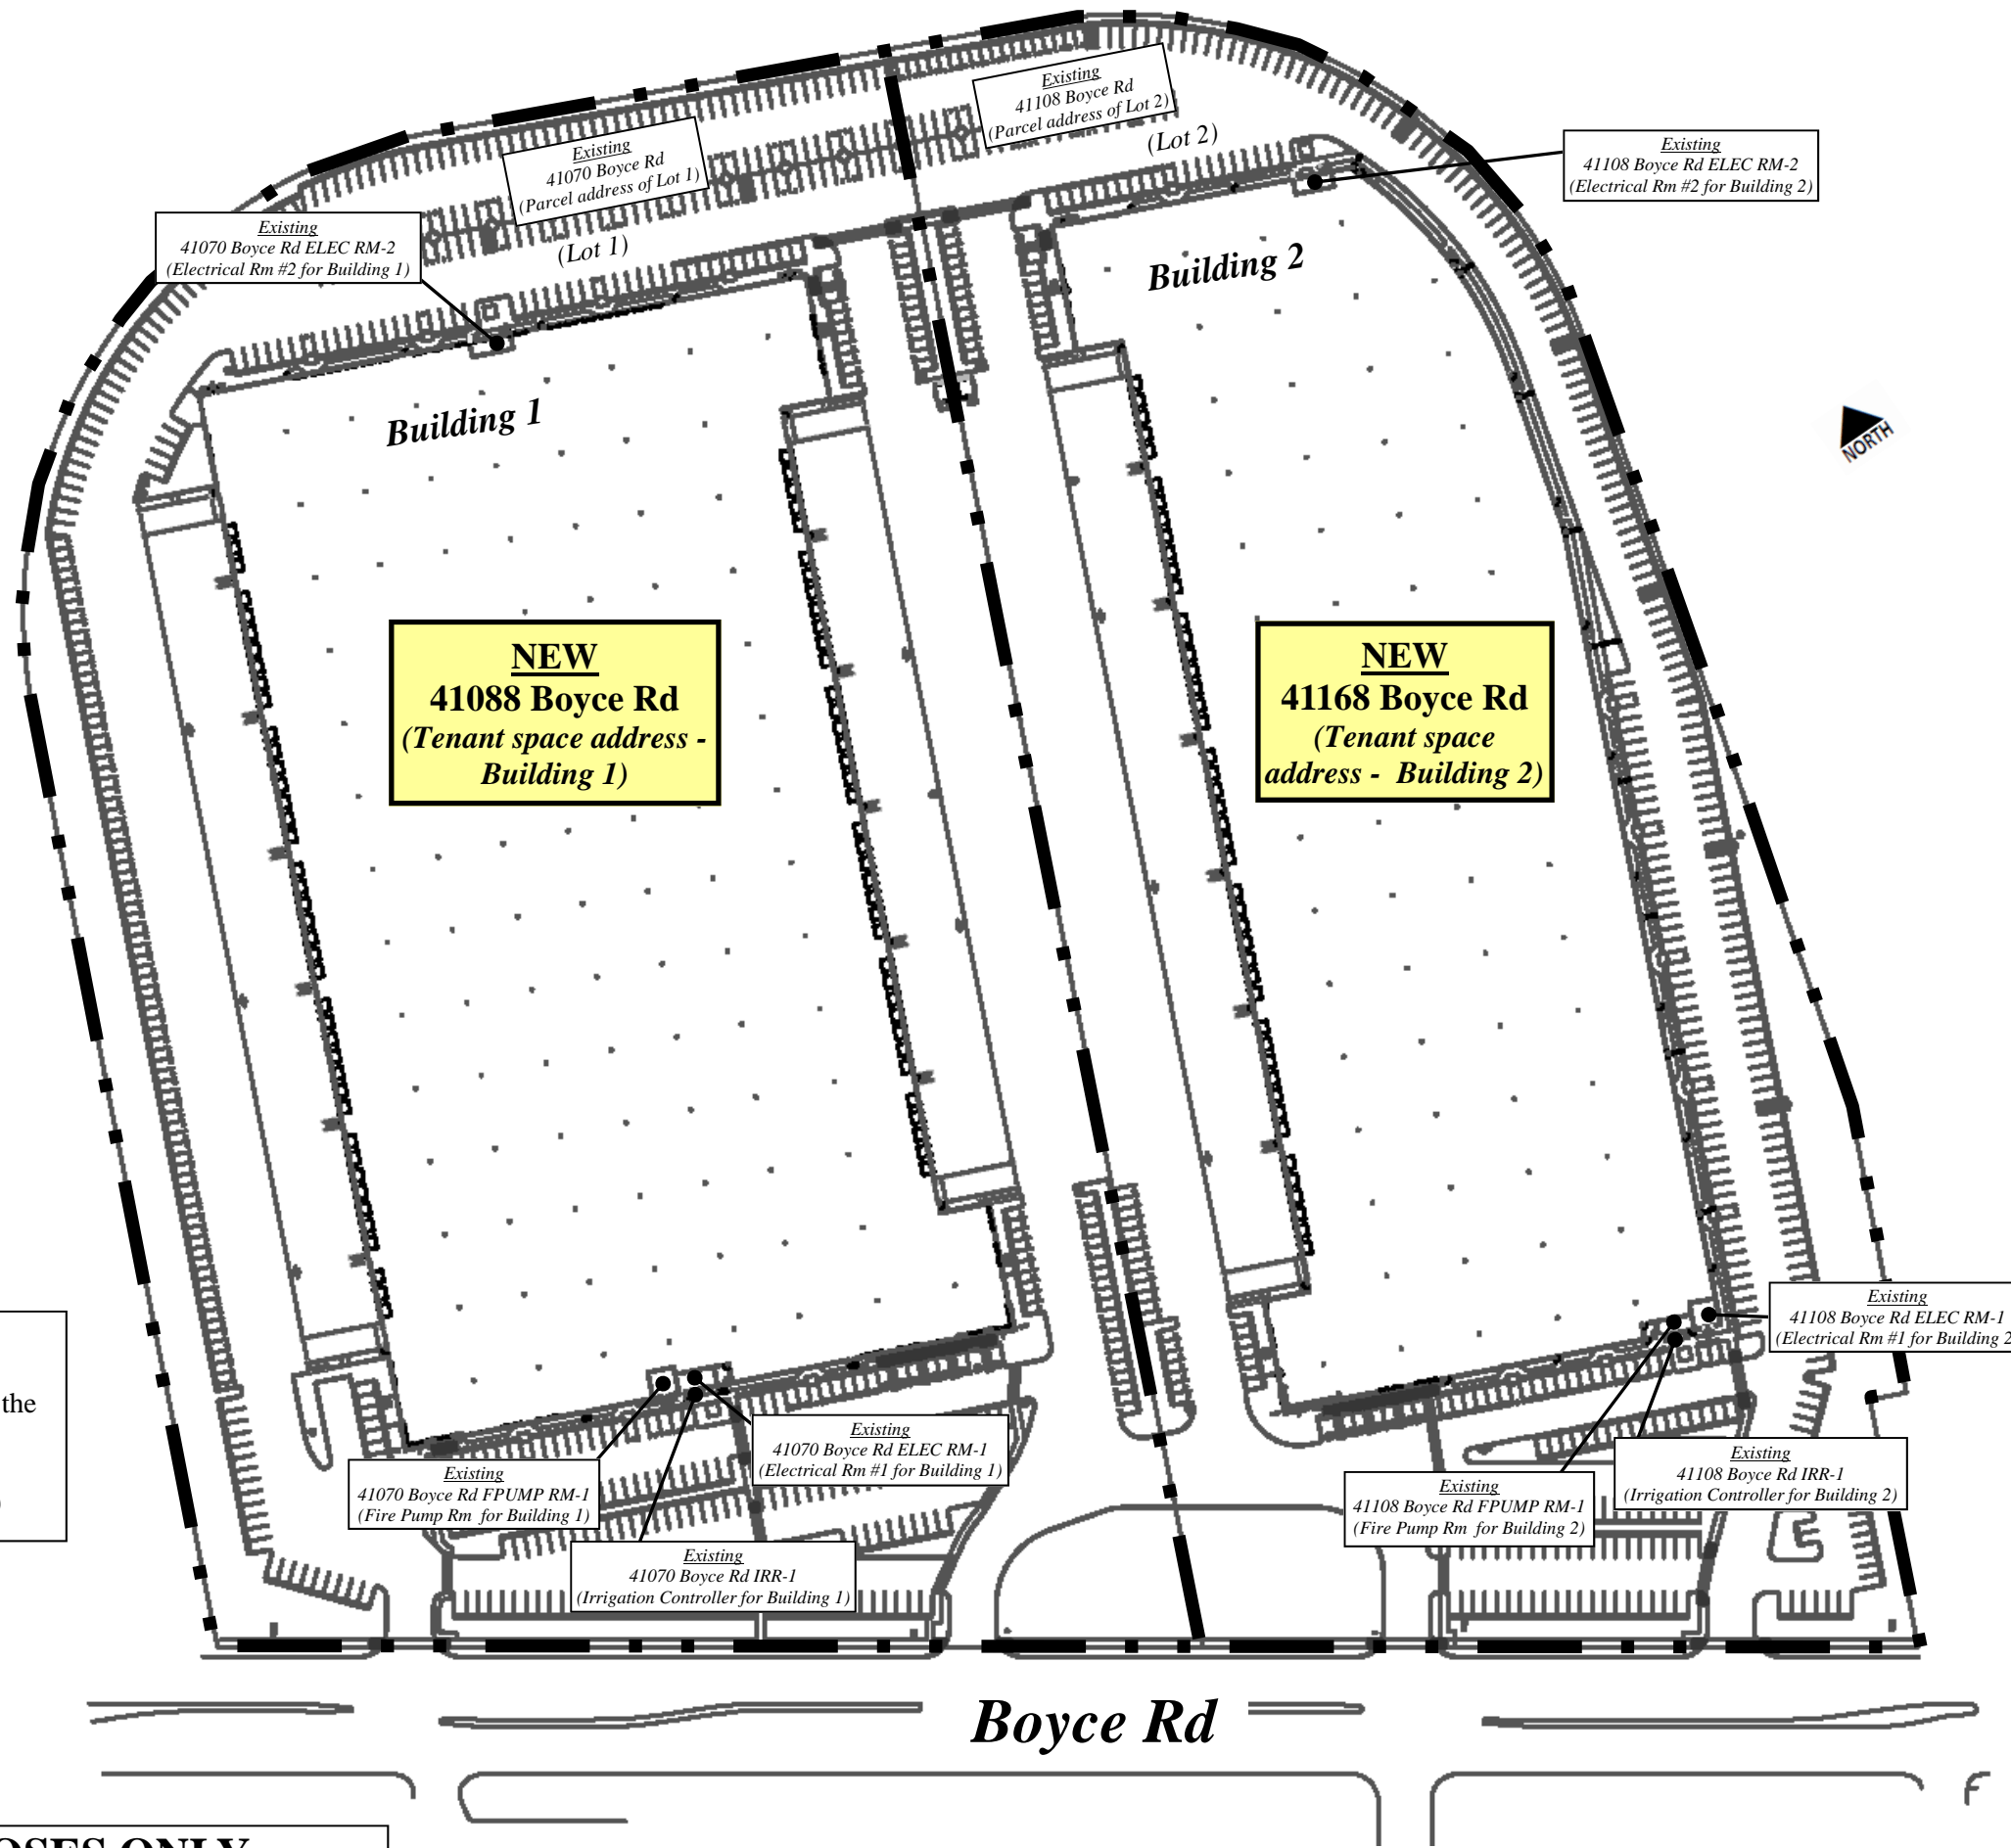 Existing
41108 Boyce Rd
(Parcel address of Lot 2)
Existing
41070 Boyce Rd
(Parcel address of Lot 1)
(Lot 2)
Existing
41108 Boyce Rd ELEC RM-2
(Electrical Rm #2 for Building 2)
Existing
41070 Boyce Rd ELEC RM-2
(Electrical Rm #2 for Building 1)
(Lot 1)
Building 2
Building 1
NORTH
NEW
41088 Boyce Rd
(Tenant space address -
Building 1)
NEW
41168 Boyce Rd
(Tenant space
address - Building 2)
Existing
41108 Boyce Rd ELEC RM-1
(Electrical Rm #1 for Building 2
the
)
Existing
41070 Boyce Rd ELEC RM-1
(Electrical Rm #1 for Building 1)
Existing
41070 Boyce Rd FPUMP RM-1
(Fire Pump Rm for Building 1)
Existing
41108 Boyce Rd IRR-1
(Irrigation Controller for Building 2)
Existing
41108 Boyce Rd FPUMP RM-1
(Fire Pump Rm for Building 2)
Existing
41070 Boyce Rd IRR-1
(Irrigation Controller for Building 1)
Boyce Rd
OSES ONLY